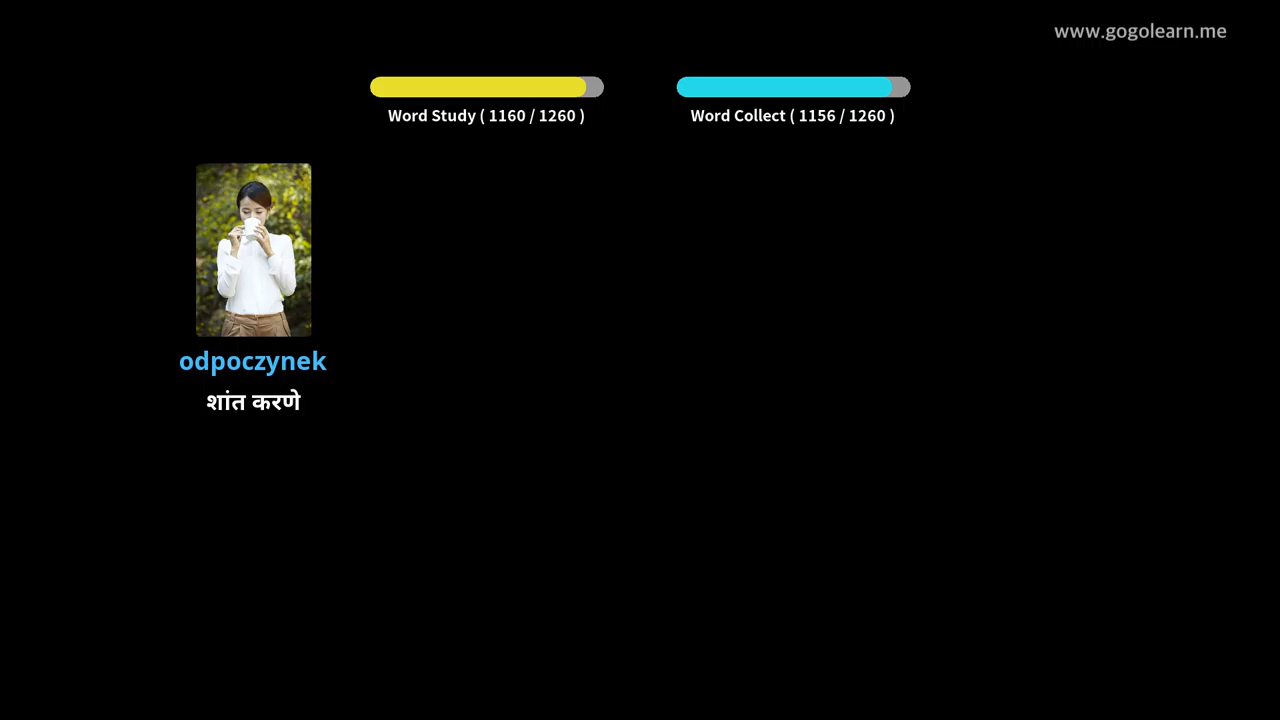 www.gogolearn.me
Word Study ( 1160 / 1260 )
Word Collect ( 1156 / 1260 )
odpoczynek
शांत करणे